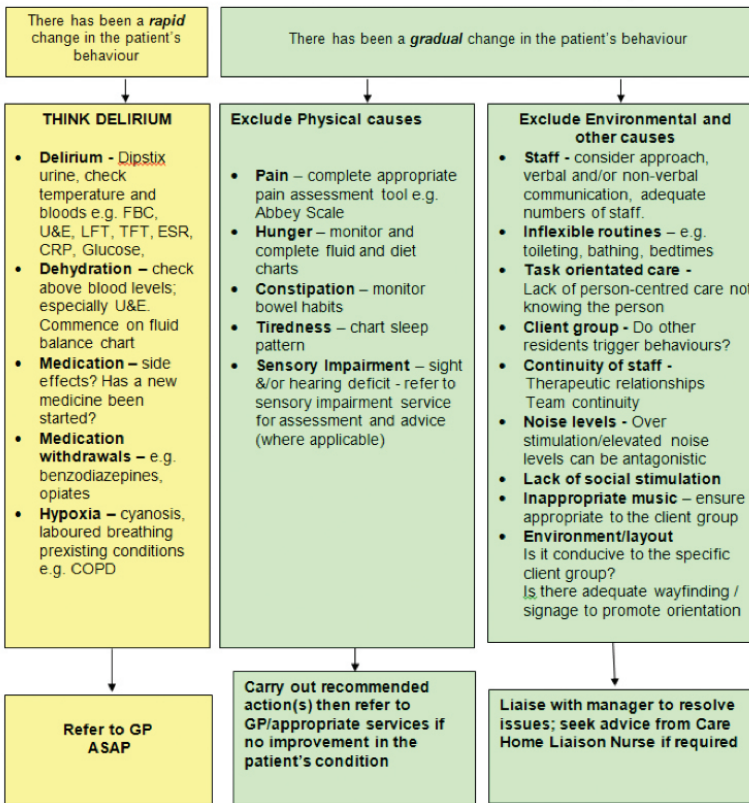 There has been a rapid
change in the patient's
behaviour
There has been a gradual change in the patient's behaviour
THINK DELIRIUM
• Delirium - Dipstix
urine, check
temperature and
bloods e.g. FBC,
U&E, LFT, TFT, ESR,
CRP, Glucose,
• Dehydration – check
above blood levels;
especially U&E.
Commence on fluid
balance chart
• Medication – side
effects? Has a new
medicine been
started?
• Medication
withdrawals – e.g.
benzodiazepines,
opiates
• Hypoxia – cyanosis,
laboured breathing
prexisting conditions
e.g. COPD
Refer to GP
ASAP
Exclude Physical causes
• Pain – complete appropriate
pain assessment tool e.g.
Abbey Scale
• Hunger – monitor and
complete fluid and diet
charts
• Constipation – monitor
bowel habits
• Tiredness – chart sleep
pattern
• Sensory Impairment – sight
&/or hearing deficit - refer to
sensory impairment service
for assessment and advice
(where applicable)
Carry out recommended
action(s) then refer to
GP/appropriate services if
no improvement in the
patient's condition
Exclude Environmental and
other causes
• Staff - consider approach,
verbal and/or non-verbal
communication, adequate
numbers of staff.
• Inflexible routines – e.g.
toileting, bathing, bedtimes
• Task orientated care -
Lack of person-centred care not
knowing the person
• Client group - Do other
residents trigger behaviours?
• Continuity of staff -
Therapeutic relationships
Team continuity
• Noise levels - Over
stimulation/elevated noise
levels can be antagonistic
• Lack of social stimulation
• Inappropriate music – ensure
appropriate to the client group
• Environment/layout
Is it conducive to the specific
client group?
Is there adequate wayfinding /
signage to promote orientation
Liaise with manager to resolve
issues; seek advice from Care
Home Liaison Nurse if required